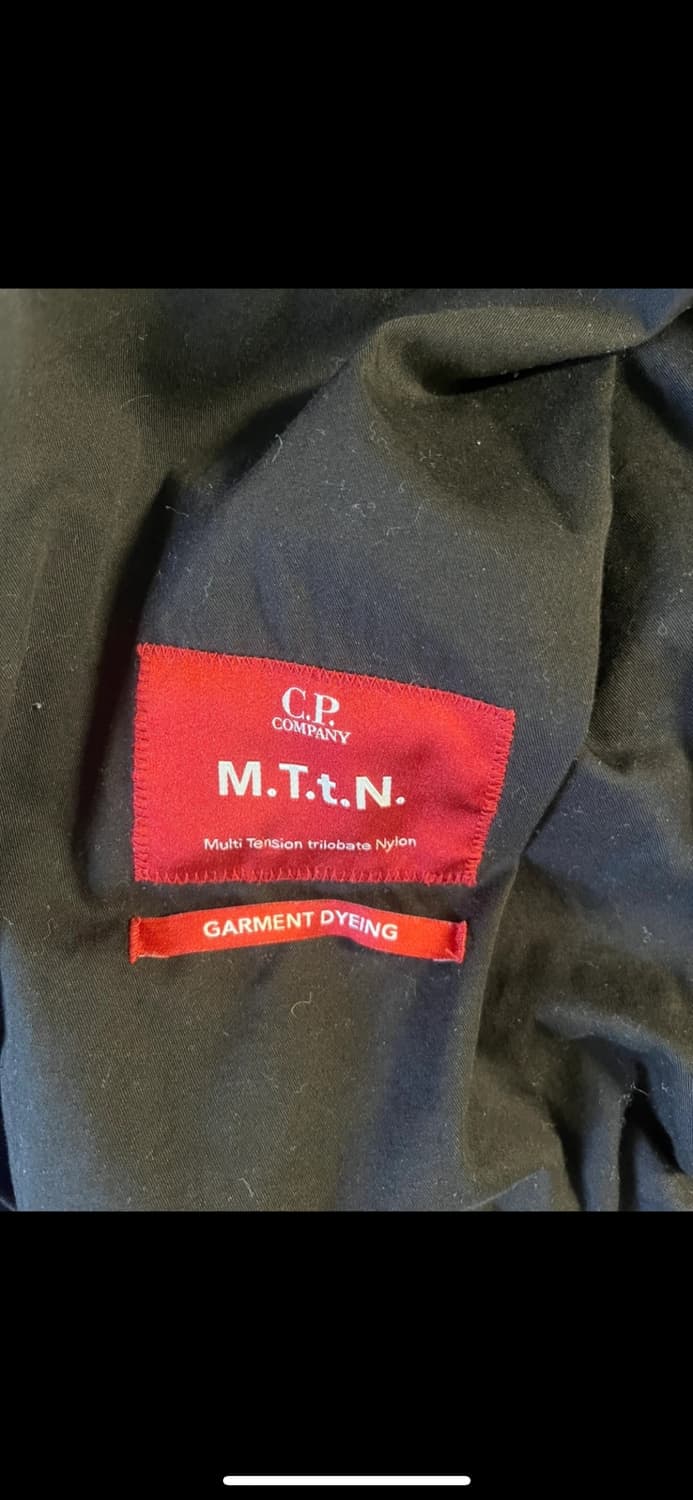 C.P.
COMPANY
M.T.t.N.
Multi Tension trilobate Nylon
GARMENT DYEING